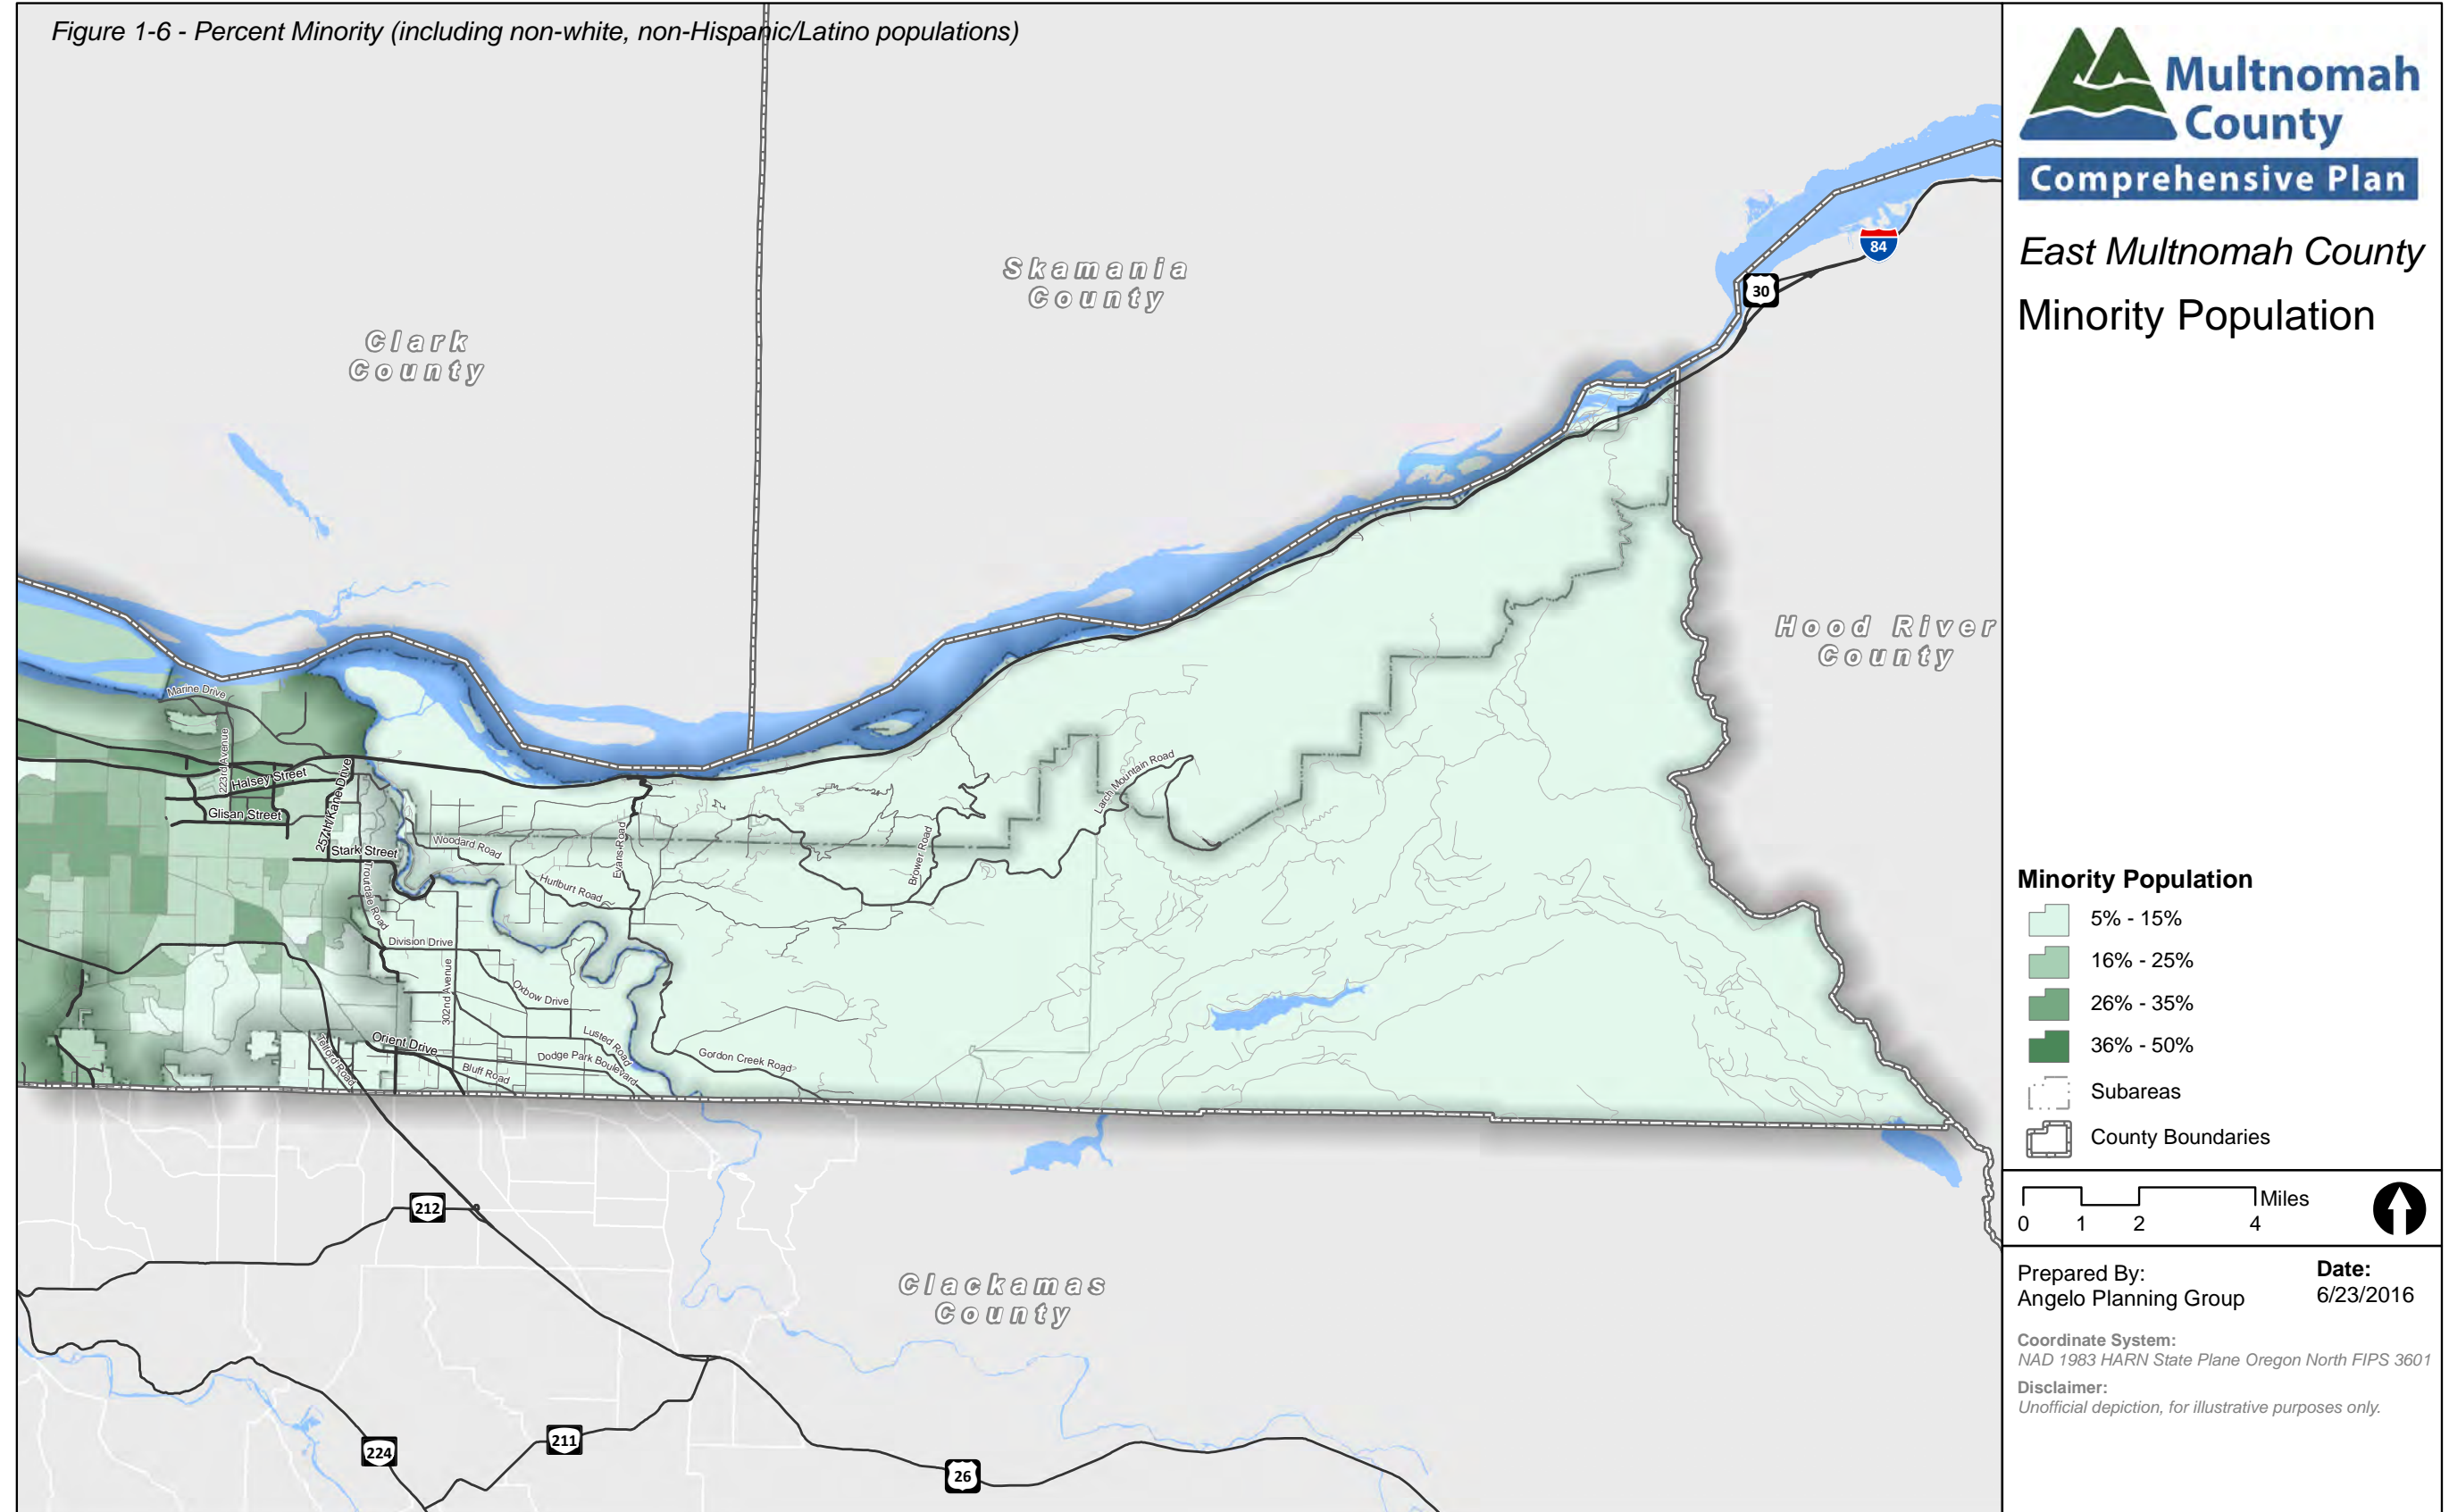 Figure 1-6 - Percent Minority (including non-white, non-Hispanic/Latino populations)
Multnomah
County
Comprehensive Plan
East Multnomah County
Minority Population
Skamania
County
Clark
County
84
30
Hood River
County
Marine Drive
223rd Avenue
Halsey Street
Glisan Street
257th/Kane Drive
Stark Street
Troutdale Road
Woodard Road
Evans Road
Hurlburt Road
Brower Road
Larch Mountain Road
Division Drive
302nd Avenue
Oxbow Drive
Orient Drive
Telford Road
Bluff Road
Lusted Road
Dodge Park Boulevard
Gordon Creek Road
212
Clackamas
County
224
211
26
Minority Population
5% - 15%
16% - 25%
26% - 35%
36% - 50%
Subareas
County Boundaries
Miles
0 1 2 4
Prepared By:
Angelo Planning Group
Date:
6/23/2016
Coordinate System:
NAD 1983 HARN State Plane Oregon North FIPS 3601
Disclaimer:
Unofficial depiction, for illustrative purposes only.